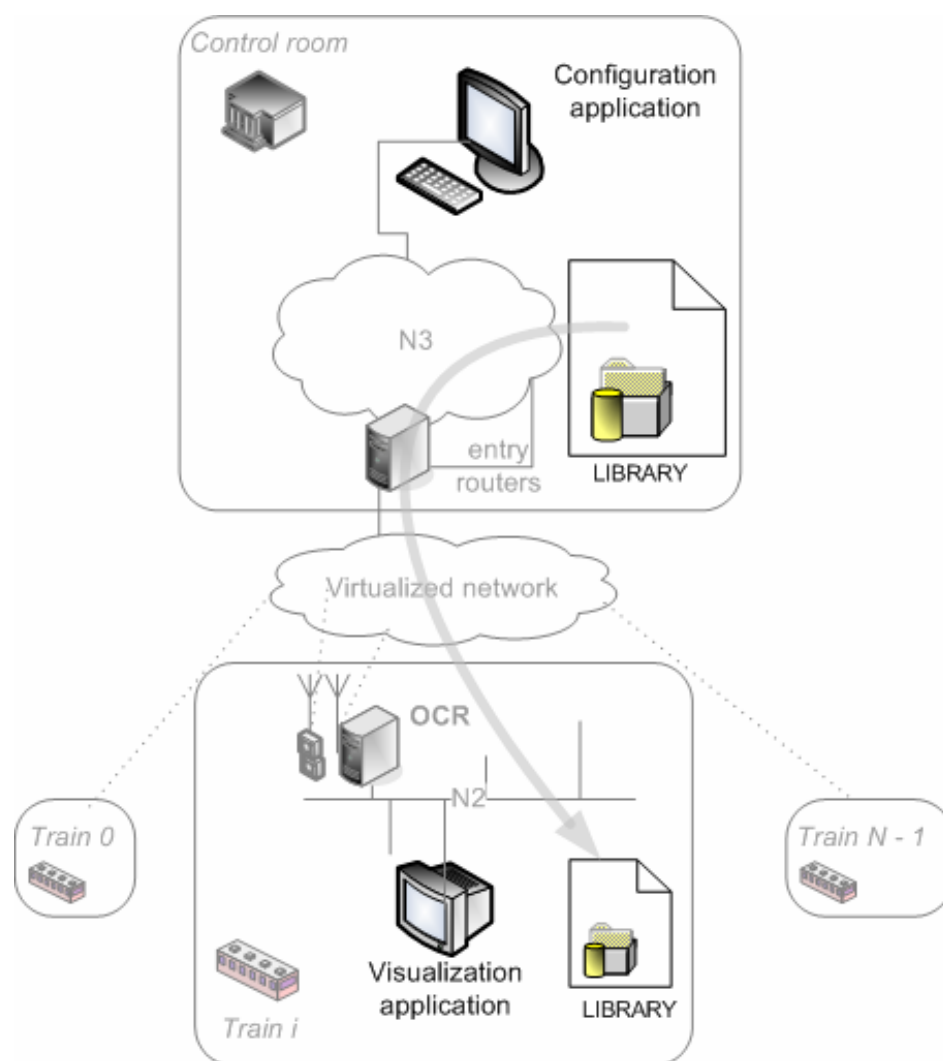 Control room
Configuration
application
N3
entry
routers
LIBRARY
Virtualized network
OCR
N2
Train 0
Train N - 1
Visualization
application
LIBRARY
Train i